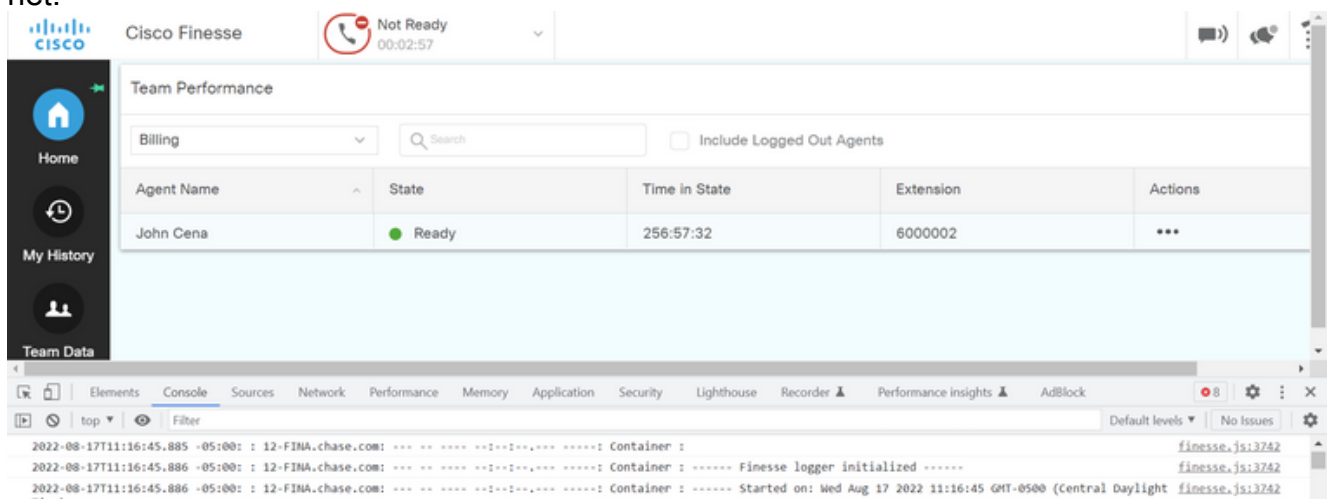 not.
CISCO
Cisco Finesse
Not Ready
00:02:57
Team Performance
Billing
Search
Include Logged Out Agents
Home
Agent Name State Time in State Extension Actions
John Cena Ready 256:57:32 6000002
My History
Team Data
Elements Console Sources Network Performance Memory Application Security Lighthouse Recorder Performance insights AdBlock 8
top Filter Default levels No Issues
2022-08-17T11:16:45.885 -05:00: : 12-FINA.chase.com: --- -- ---- --:--:--.--- -----: Container : finesse.js:3742
2022-08-17T11:16:45.886 -05:00: : 12-FINA.chase.com: --- -- ---- --:--:--.--- -----: Container : ------ Finesse logger initialized ------ finesse.js:3742
2022-08-17T11:16:45.886 -05:00: : 12-FINA.chase.com: --- -- ---- --:--:--.--- -----: Container : ------ Started on: Wed Aug 17 2022 11:16:45 GMT-0500 (Central Daylight finesse.js:3742